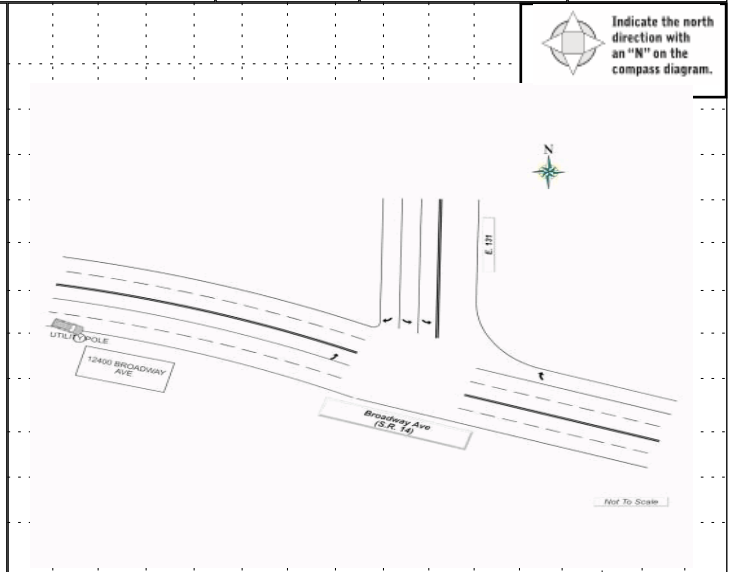 Indicate the north
direction with
an “N” on the
compass diagram.
N
E. 131
UTILITY POLE
12400 BROADWAY
AVE
Broadway Ave
(S.R. 14)
Not To Scale